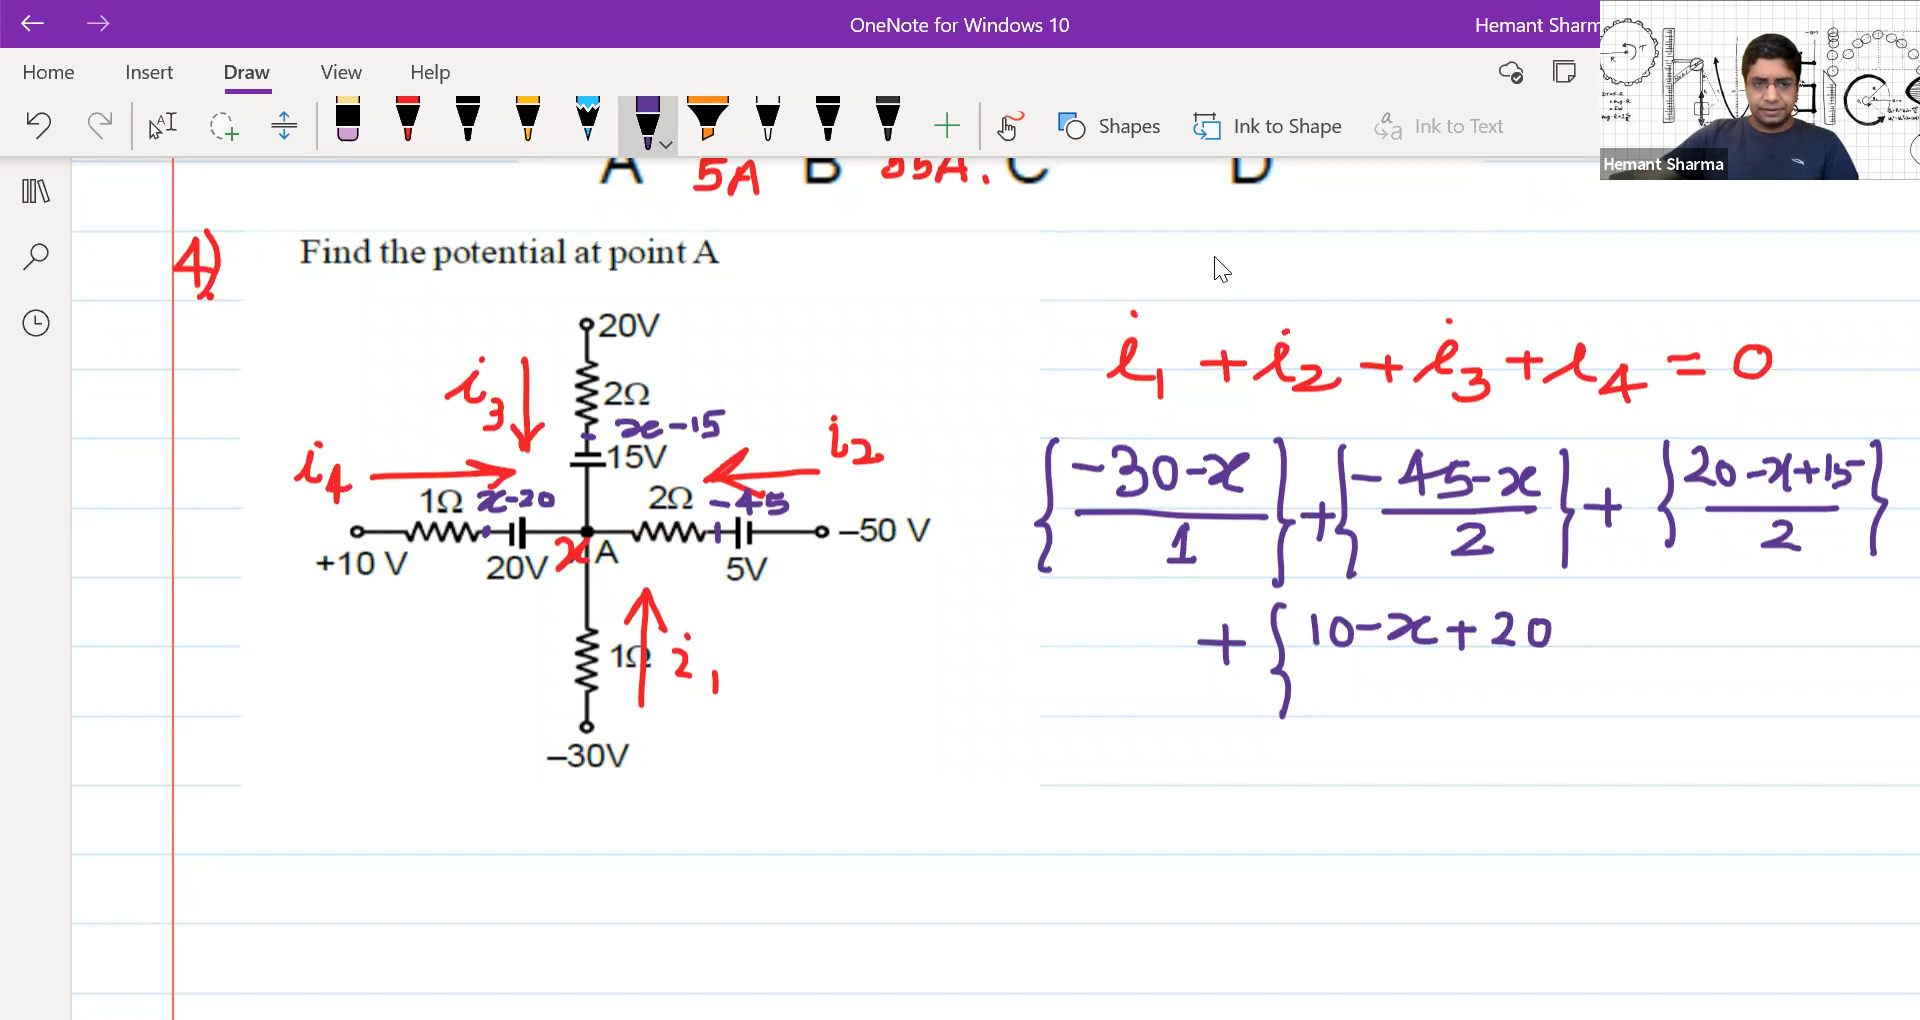 OneNote for Windows 10
Hemant Sharm
Home Insert Draw View Help
Shapes Ink to Shape Ink to Text
Hemant Sharma
A 5A B 35A. C D
4) Find the potential at point A
20V
i3 2Ω
x-15
i4 15V i2
1Ω x-20 2Ω -45
+10 V 20V x A 5V –50 V
1Ω i1
–30V
i1 + i2 + i3 + i4 = 0
{-30-x / 1} + {-45-x / 2} + {20-x+15 / 2}
+ {10-x+20